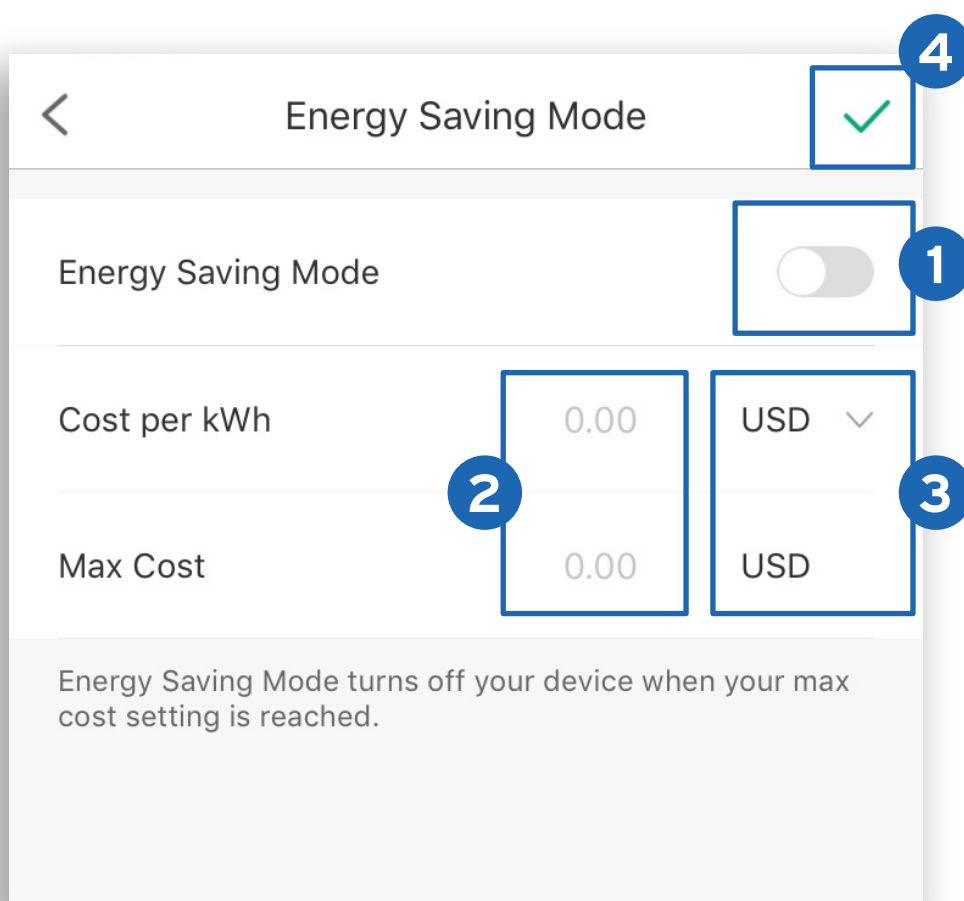 4
Energy Saving Mode
Energy Saving Mode
1
Cost per kWh 0.00 USD
2
3
Max Cost 0.00 USD
Energy Saving Mode turns off your device when your max
cost setting is reached.